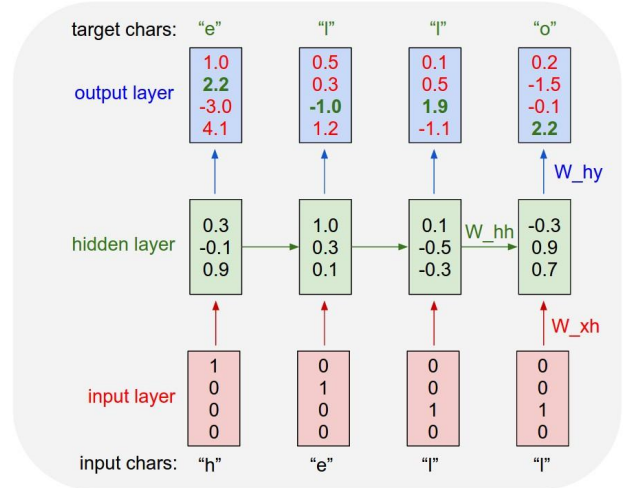 target chars: “e” “l” “l” “o”
1.0 0.5 0.1 0.2
output layer 2.2 0.3 0.5 -1.5
-3.0 -1.0 1.9 -0.1
4.1 1.2 -1.1 2.2
W_hy
0.3 1.0 0.1 -0.3
hidden layer -0.1 0.3 -0.5 W_hh 0.9
0.9 0.1 -0.3 0.7
W_xh
1 0 0 0
0 1 0 0
input layer 0 0 1 1
0 0 0 0
input chars: “h” “e” “l” “l”